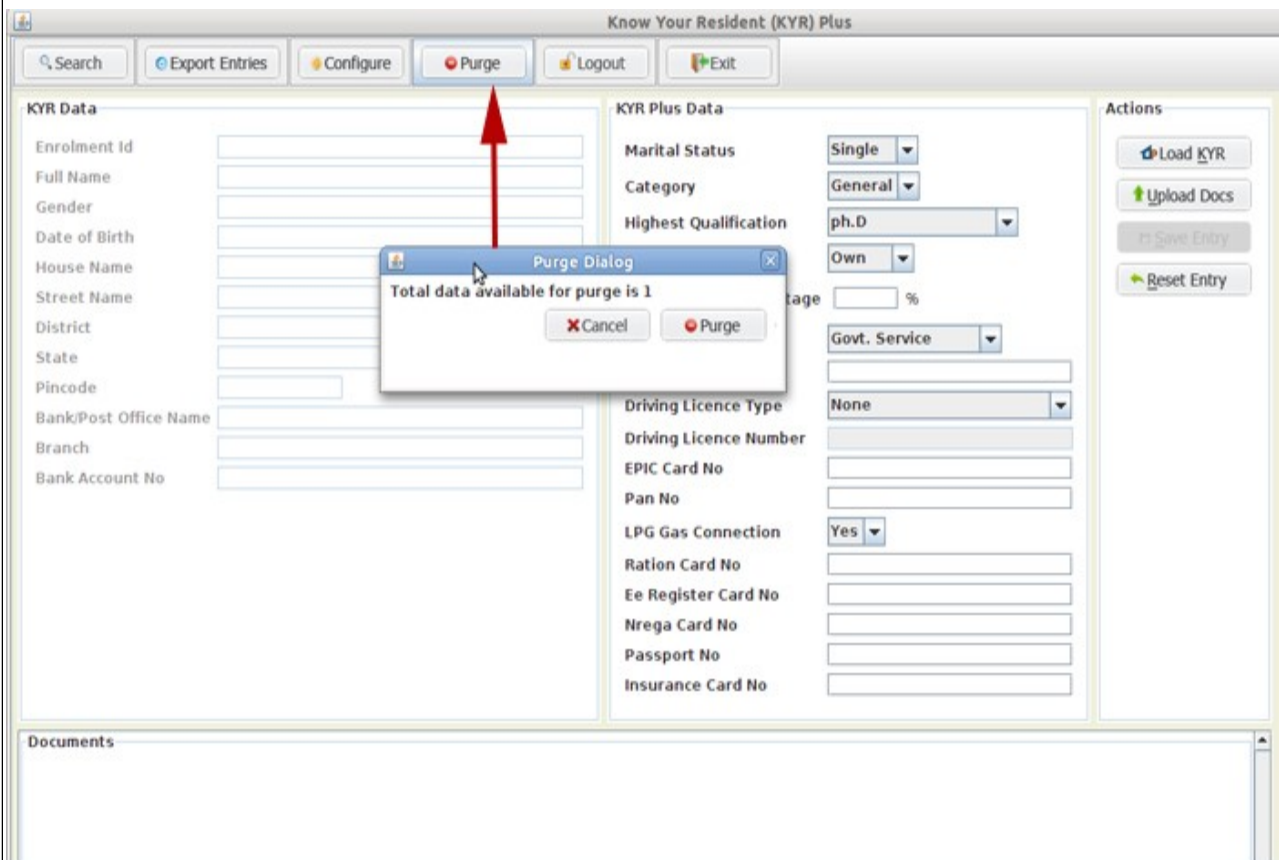 Know Your Resident (KYR) Plus
Search Export Entries Configure Purge Logout Exit
KYR Data
Enrolment Id
Full Name
Gender
Date of Birth
House Name
Street Name
District
State
Pincode
Bank/Post Office Name
Branch
Bank Account No
KYR Plus Data
Marital Status Single
Category General
Highest Qualification ph.D
Own
tage %
Govt. Service
Driving Licence Type None
Driving Licence Number
EPIC Card No
Pan No
LPG Gas Connection Yes
Ration Card No
Ee Register Card No
Nrega Card No
Passport No
Insurance Card No
Actions
Load KYR
Upload Docs
Save Entry
Reset Entry
Purge Dialog
Total data available for purge is 1
Cancel Purge
Documents